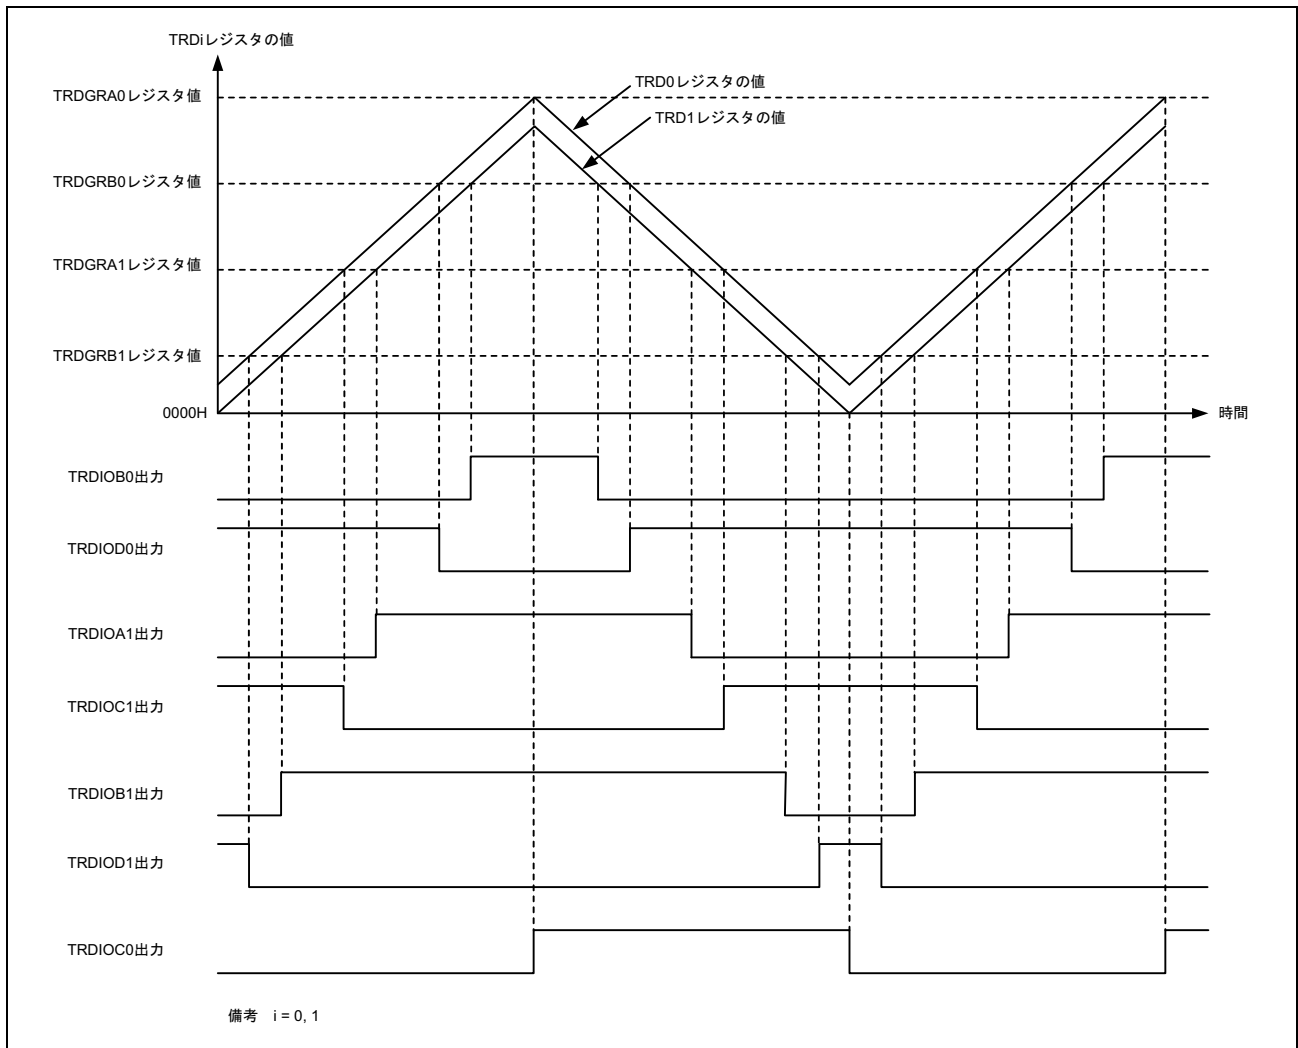 TRDiレジスタの値
TRDGRA0レジスタ値
TRD0レジスタの値
TRD1レジスタの値
TRDGRB0レジスタ値
TRDGRA1レジスタ値
TRDGRB1レジスタ値
0000H
時間
TRDIOB0出力
TRDIOD0出力
TRDIOA1出力
TRDIOC1出力
TRDIOB1出力
TRDIOD1出力
TRDIOC0出力
備考 i = 0, 1